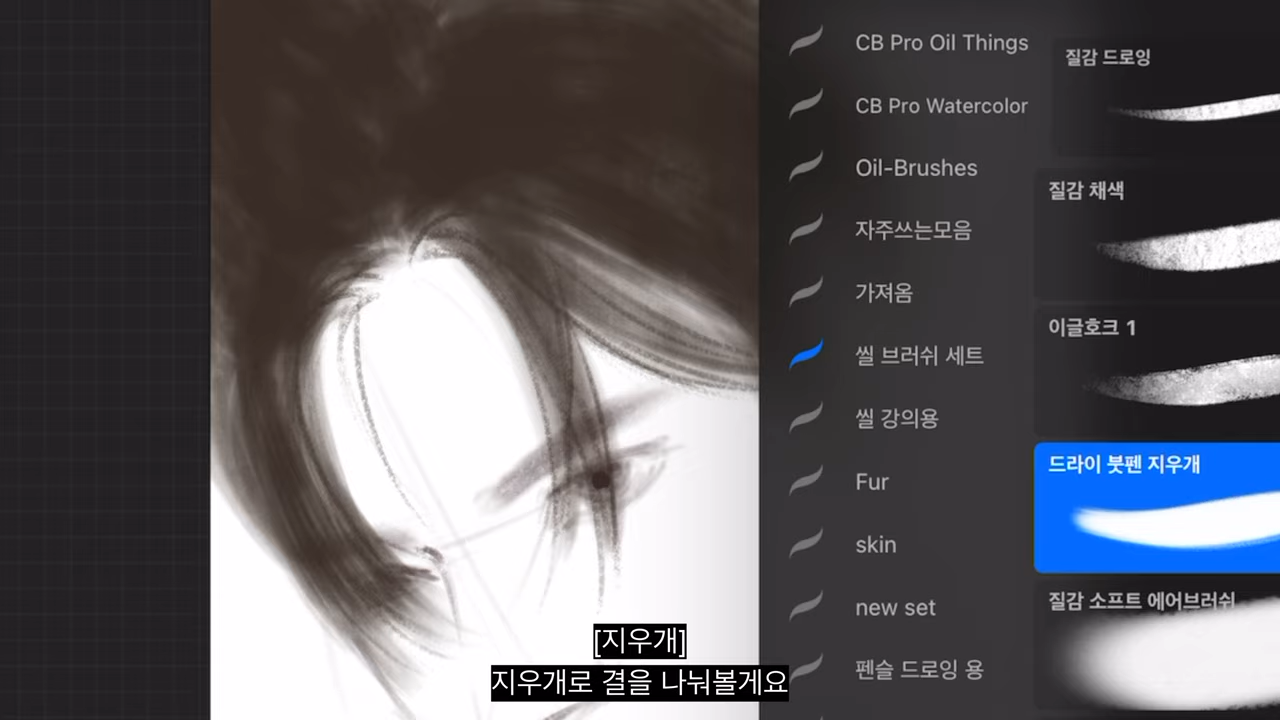 CB Pro Oil Things
CB Pro Watercolor
Oil-Brushes
자주쓰는모음
가져옴
씰 브러쉬 세트
씰 강의용
Fur
skin
new set
펜슬 드로잉 용
질감 드로잉
질감 채색
이글호크 1
드라이 붓펜 지우개
질감 소프트 에어브러쉬
[지우개]
지우개로 결을 나눠볼게요